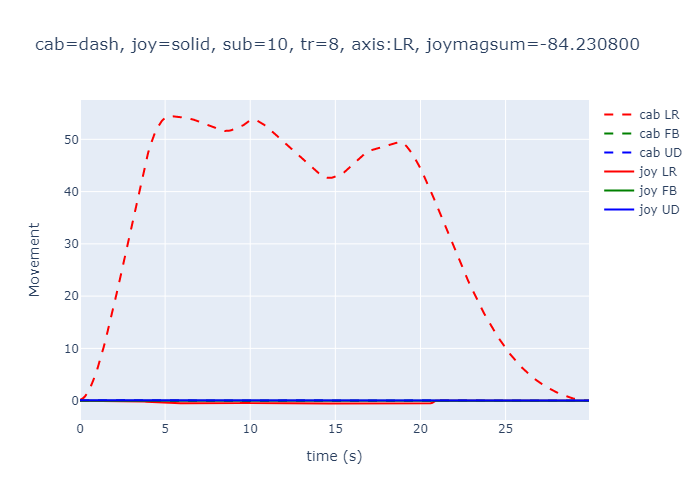 cab=dash, joy=solid, sub=10, tr=8, axis:LR, joymagsum=-84.230800
cab LR
cab FB
cab UD
joy LR
joy FB
joy UD
Movement
50
40
30
20
10
0
0 5 10 15 20 25
time (s)